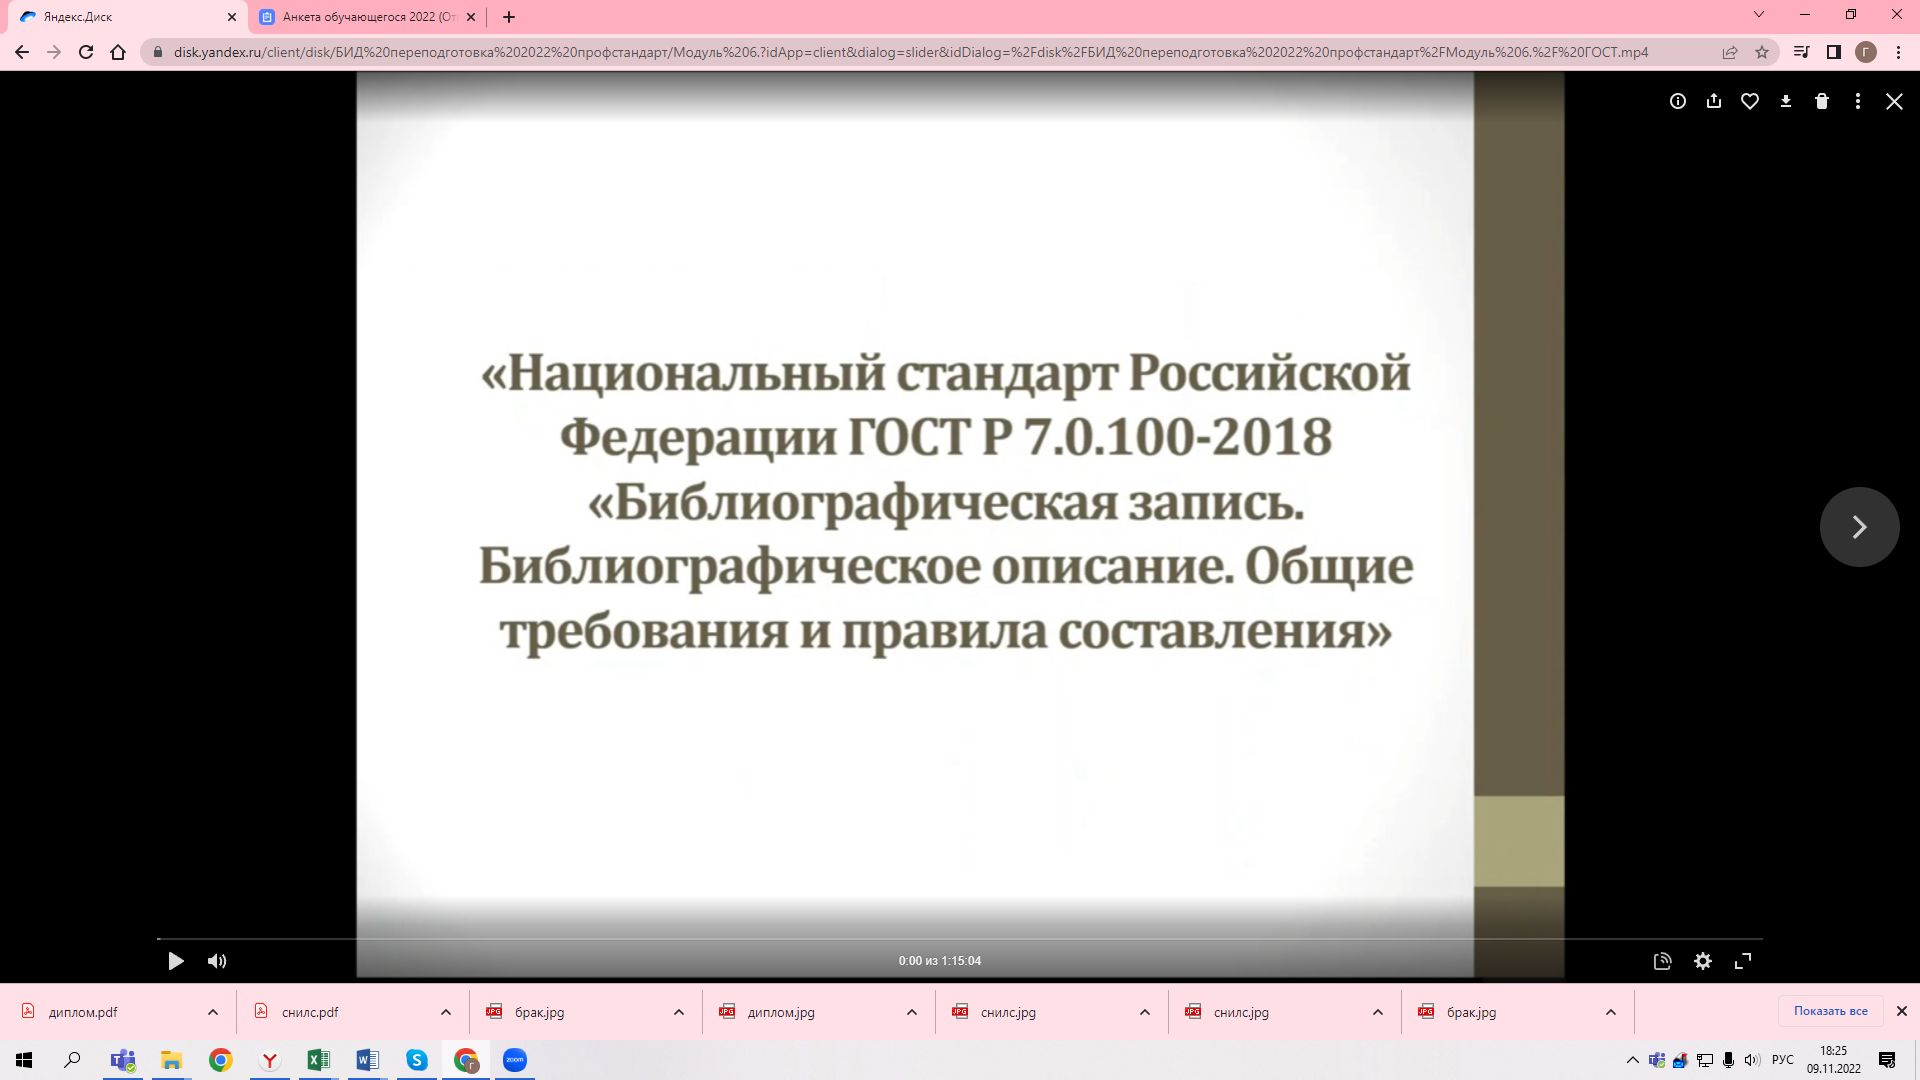 Яндекс.Диск
Анкета обучающегося 2022 (От
disk.yandex.ru/client/disk/БИД%20переподготовка%202022%20профстандарт/Модуль%206.?idApp=client&dialog=slider&idDialog=%2Fdisk%2FБИД%20переподготовка%202022%20профстандарт%2FМодуль%206.%2F%20ГОСТ.mp4
Г
«Национальный стандарт Российской
Федерации ГОСТ Р 7.0.100-2018
«Библиографическая запись.
Библиографическое описание. Общие
требования и правила составления»
0:00 из 1:15:04
диплом.pdf
снилс.pdf
брак.jpg
диплом.jpg
снилс.jpg
снилс.jpg
брак.jpg
Показать все
zoom
РУС
18:25
09.11.2022